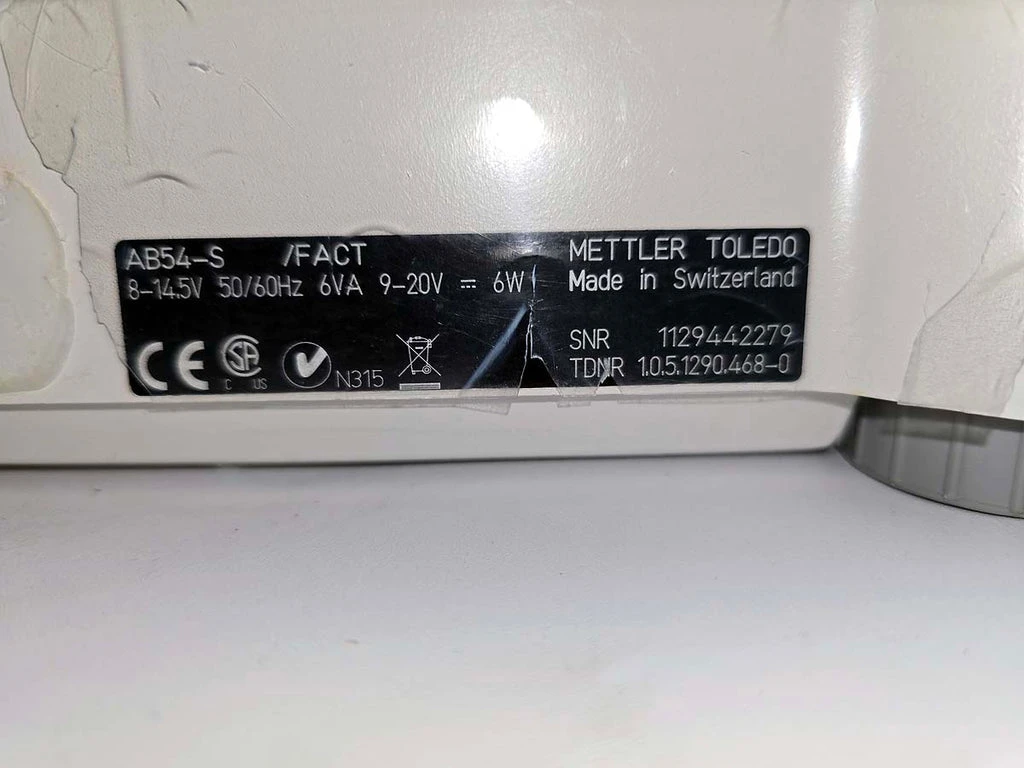 AB54-S /FACT
8-14.5V 50/60Hz 6VA 9-20V ⎓ 6W
CE SA C US N315
METTLER TOLEDO
Made in Switzerland
SNR 1129442279
TDNR 1.0.5.1290.468-0